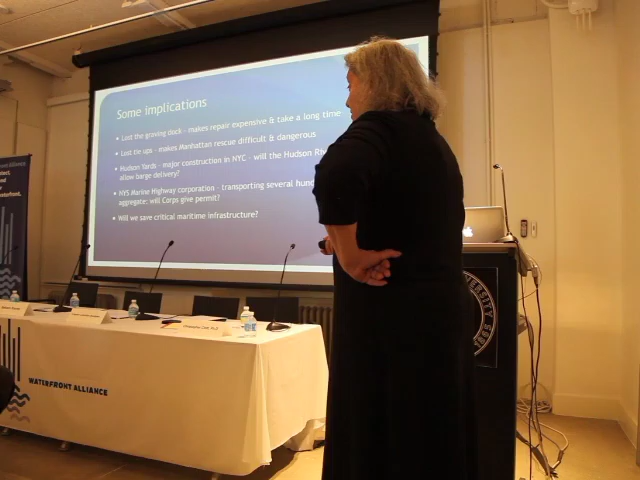 Some implications
Lost the graving dock - makes repair expensive & take a long time
Lost tie ups - makes Manhattan rescue difficult & dangerous
Hudson Yards - major construction in NYC - will the Hudson
allow barge delivery?
NYS Marine Highway corporation - transporting several
aggregate: will Corps give permit?
Will we save critical maritime infrastructure?
WATERFRONT ALLIANCE